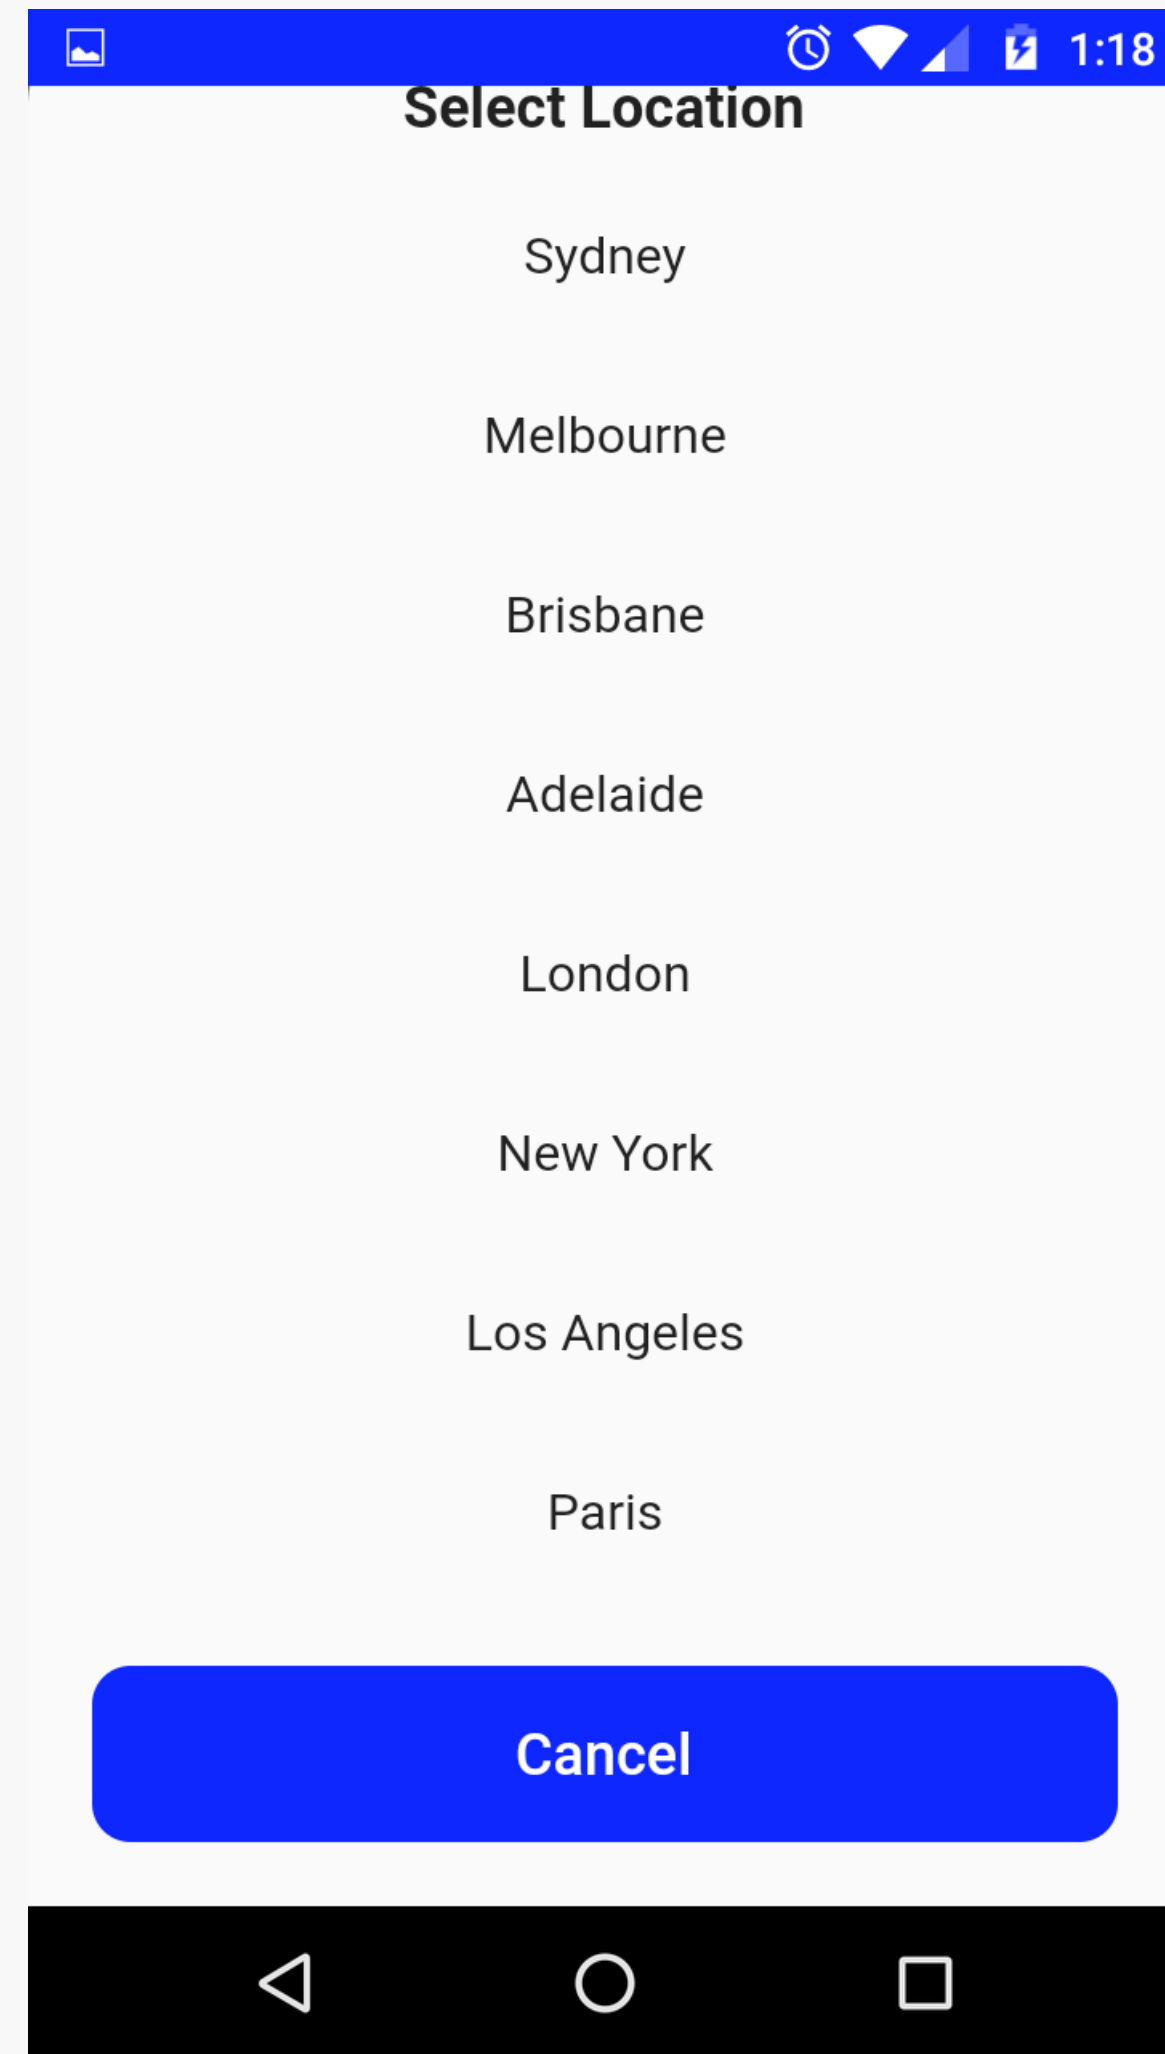 1:18
Select Location
Sydney
Melbourne
Brisbane
Adelaide
London
New York
Los Angeles
Paris
Cancel